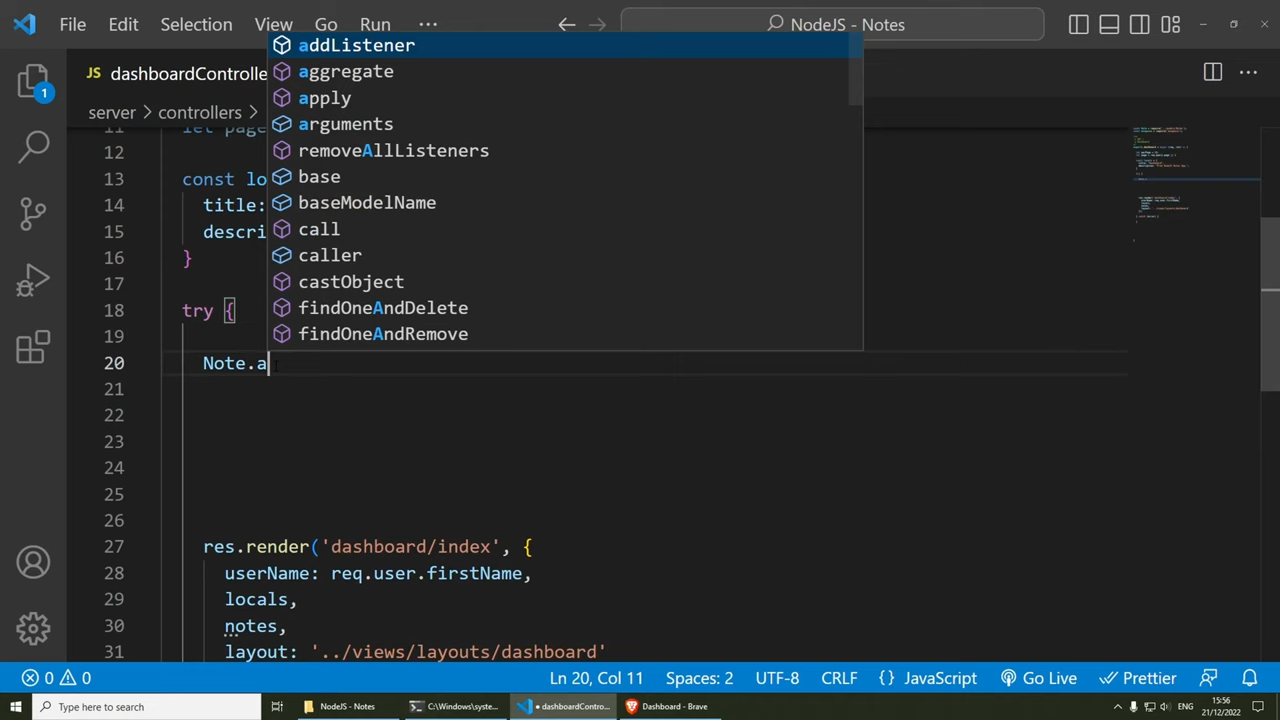 File Edit Selection View Go Run ··· NodeJS - Notes
JS dashboardControlle
server > controllers >
addListener
aggregate
apply
arguments
removeAllListeners
base
baseModelName
call
caller
castObject
findOneAndDelete
findOneAndRemove
11 let page
12
13 const lo
14 title:
15 descri
16 }
17
18 try {
19
20 Note.a
21
22
23
24
25
26
27 res.render('dashboard/index', {
28 userName: req.user.firstName,
29 locals,
30 notes,
31 layout: '../views/layouts/dashboard'
1
0 0 Ln 20, Col 11 Spaces: 2 UTF-8 CRLF {} JavaScript Go Live Prettier
Type here to search NodeJS - Notes C:\Windows\syste... • dashboardContro... Dashboard - Brave 15:56
21/12/2022